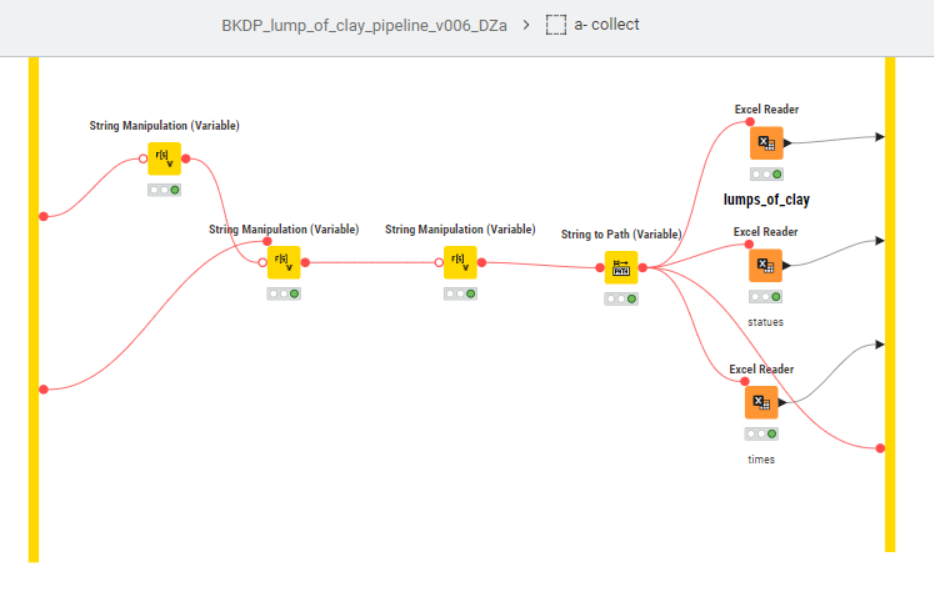 BKDP_lump_of_clay_pipeline_v006_DZa > a- collect
Excel Reader
String Manipulation (Variable)
r[s]
v
lumps_of_clay
String Manipulation (Variable)
String Manipulation (Variable)
String to Path (Variable)
Excel Reader
r[s]
v
r[s]
v
PATH
statues
Excel Reader
times